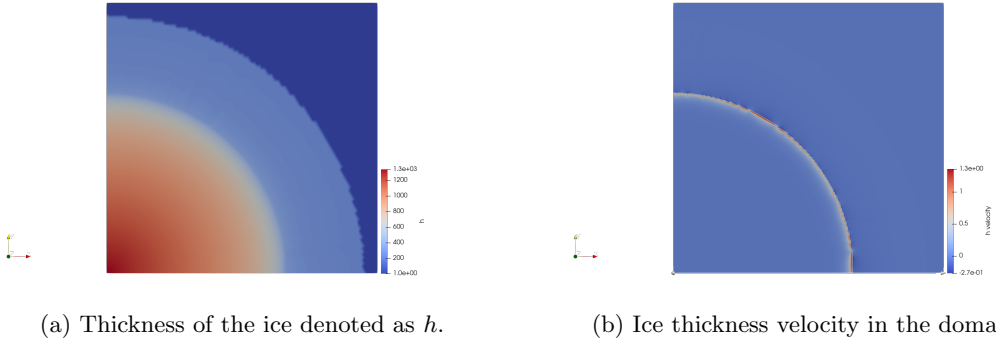 1.3e+03
1200
1000
800
600
400
200
1.0e+00
h
1.3e+00
1
0.5
0
-2.7e-01
h velocity
(a) Thickness of the ice denoted as h.
(b) Ice thickness velocity in the doma